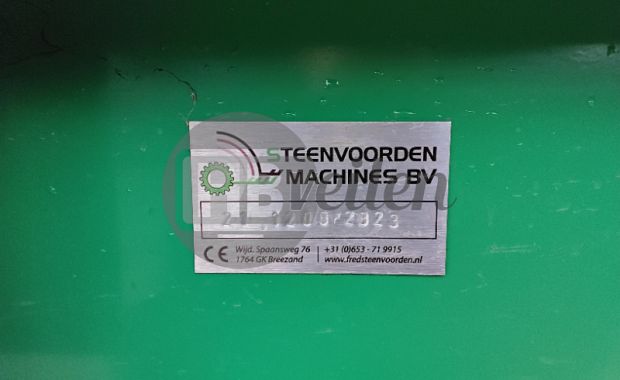 STEENVOORDEN
MACHINES BV
Wijd. Spaansweg 76
1764 GK Breezand
+31 (0)653 - 71 9915
www.fredsteenvoorden.nl
CE
veilen